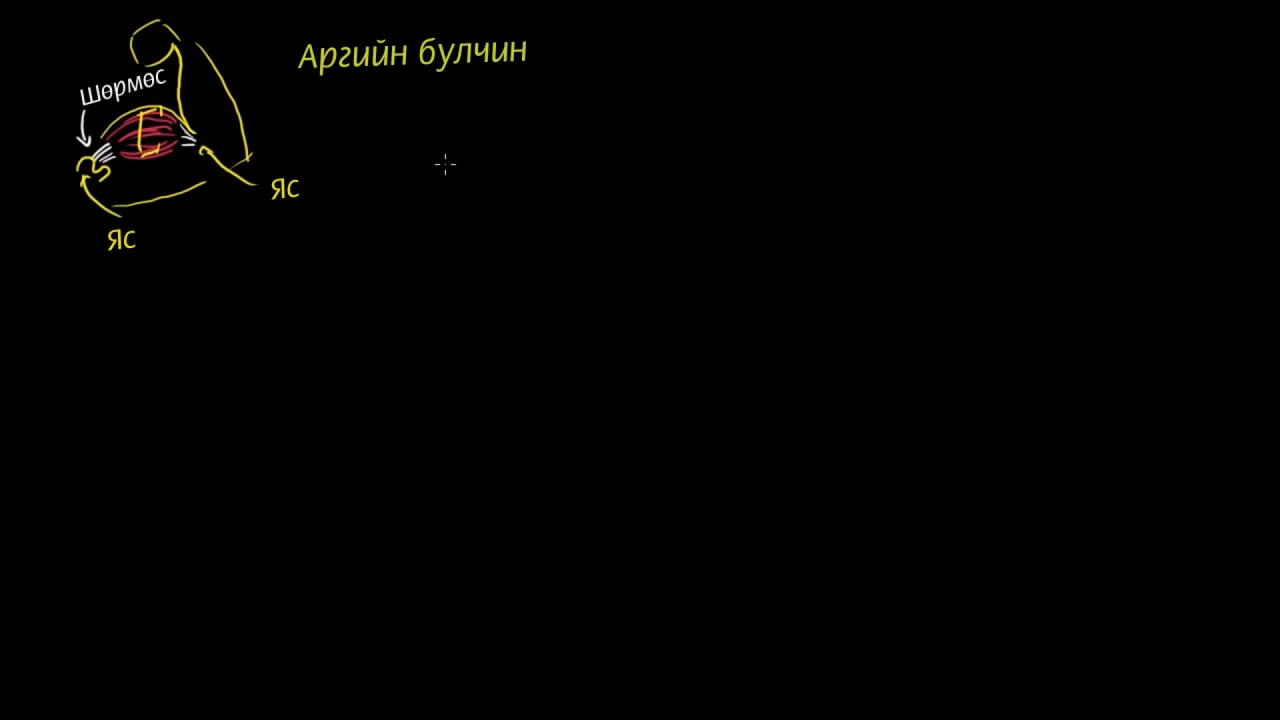 Аргийн булчин
Шөрмөс
Яс
Яс